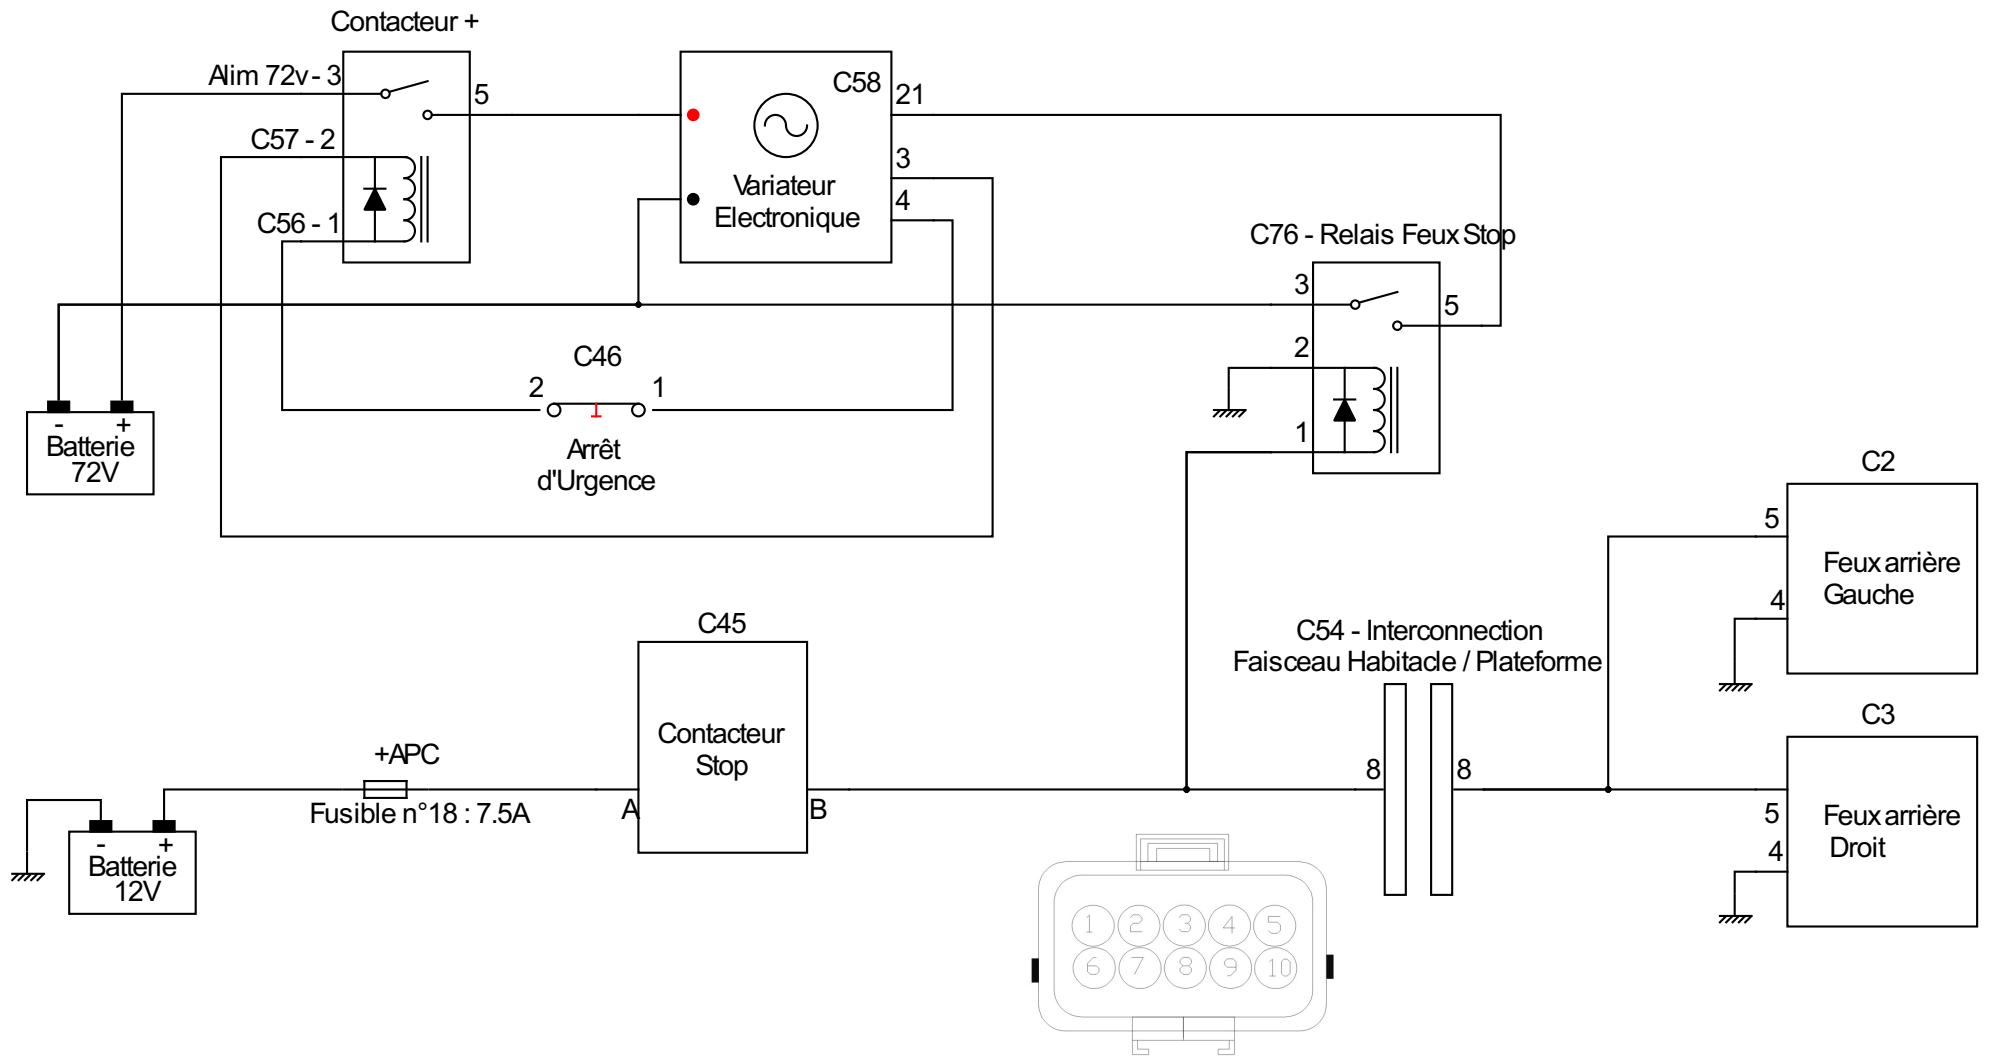 Contacteur +
Alim 72v - 3
5
C57 - 2
C56 - 1
C58
21
3
4
Variateur
Electronique
C76 - Relais Feux Stop
3
5
2
1
C46
2
1
Arrêt
d'Urgence
- +
Batterie
72V
C2
5
4
Feux arrière
Gauche
C45
Contacteur
Stop
A
B
C54 - Interconnection
Faisceau Habitacle / Plateforme
8
8
C3
5
4
Feux arrière
Droit
+APC
Fusible n°18 : 7.5A
- +
Batterie
12V
1 2 3 4 5
6 7 8 9 10